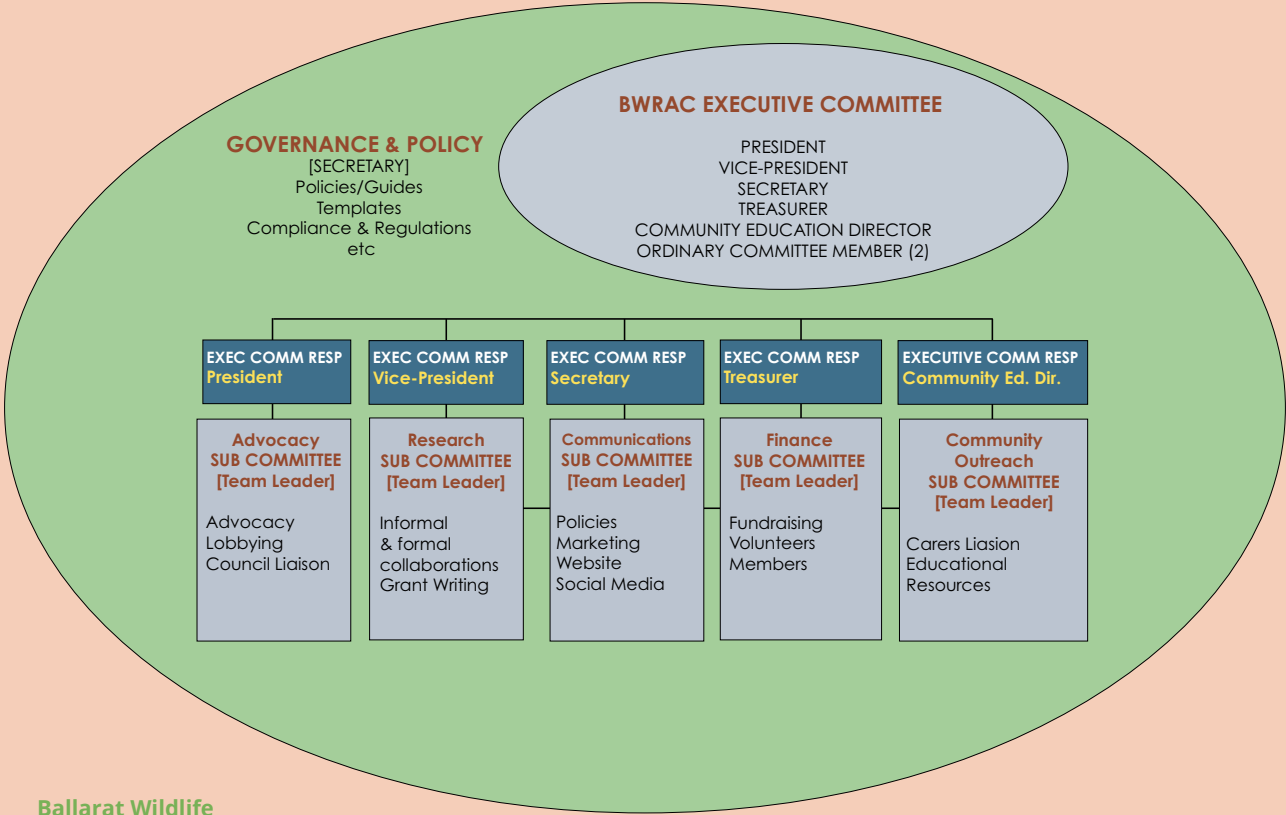 BWRAC EXECUTIVE COMMITTEE
PRESIDENT
VICE-PRESIDENT
SECRETARY
TREASURER
COMMUNITY EDUCATION DIRECTOR
ORDINARY COMMITTEE MEMBER (2)
GOVERNANCE & POLICY
[SECRETARY]
Policies/Guides
Templates
Compliance & Regulations
etc
EXEC COMM RESP
President
EXEC COMM RESP
Vice-President
EXEC COMM RESP
Secretary
EXEC COMM RESP
Treasurer
EXECUTIVE COMM RESP
Community Ed. Dir.
Advocacy
SUB COMMITTEE
[Team Leader]
Advocacy
Lobbying
Council Liaison
Research
SUB COMMITTEE
[Team Leader]
Informal
& formal
collaborations
Grant Writing
Communications
SUB COMMITTEE
[Team Leader]
Policies
Marketing
Website
Social Media
Finance
SUB COMMITTEE
[Team Leader]
Fundraising
Volunteers
Members
Community
Outreach
SUB COMMITTEE
[Team Leader]
Carers Liasion
Educational
Resources
Ballarat Wildlife